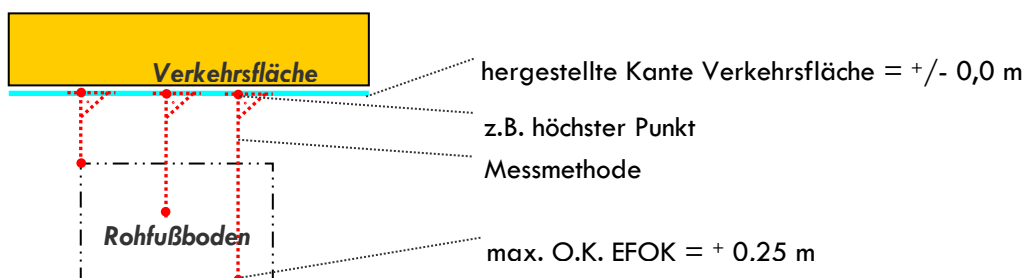 Verkehrsfläche
hergestellte Kante Verkehrsfläche = +/- 0,0 m
z.B. höchster Punkt
Messmethode
Rohfußboden
max. O.K. EFOK = + 0.25 m